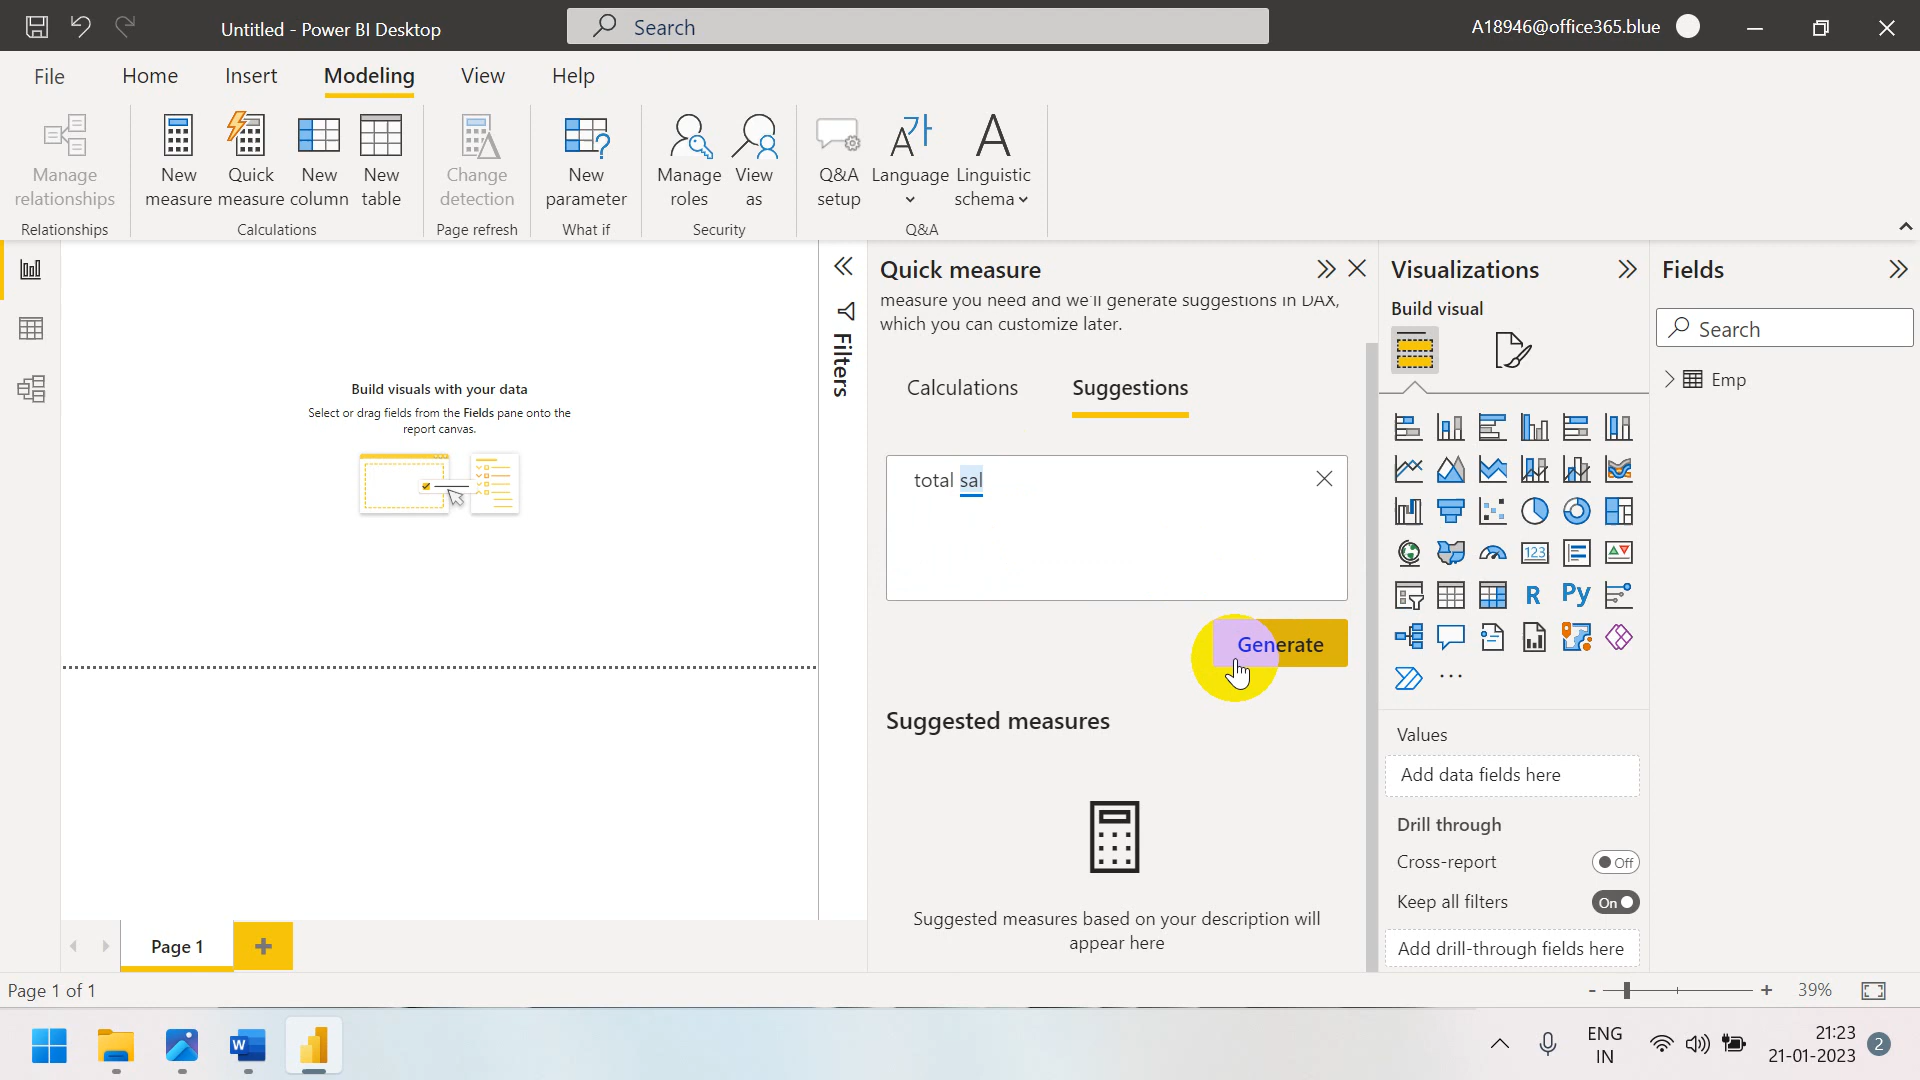 Untitled - Power BI Desktop
Search
A18946@office365.blue
File
Home
Insert
Modeling
View
Help
Manage
relationships
New
measure
Quick
measure
New
column
New
table
Change
detection
New
parameter
Manage
roles
View
as
Q&A
setup
Language
Linguistic
schema
Relationships
Calculations
Page refresh
What if
Security
Q&A
Build visuals with your data
Select or drag fields from the Fields pane onto the
report canvas.
Filters
Quick measure
measure you need and we'll generate suggestions in DAX,
which you can customize later.
Calculations
Suggestions
total sal
Generate
Suggested measures
Suggested measures based on your description will
appear here
Visualizations
Build visual
123
R
Py
Values
Add data fields here
Drill through
Cross-report
Off
Keep all filters
On
Add drill-through fields here
Fields
Search
Emp
Page 1
Page 1 of 1
- + 39%
W
ENG
IN
21:23
21-01-2023
2